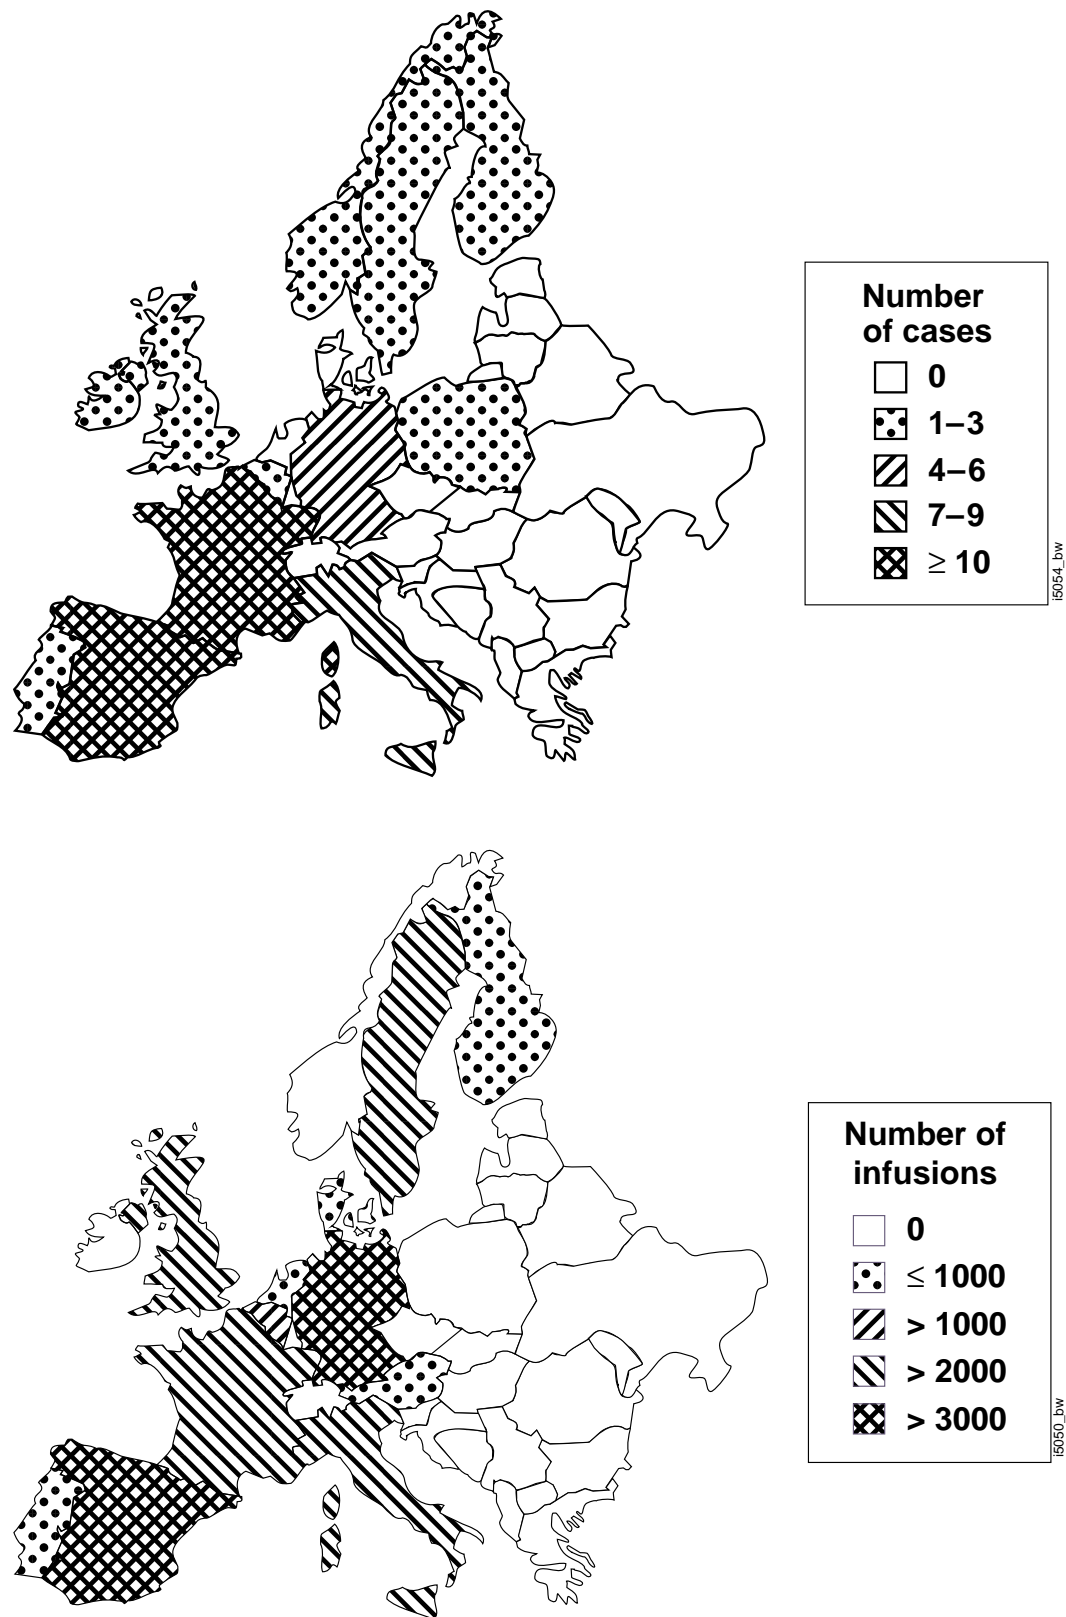 Number
of cases
0
1–3
4–6
7–9
≥ 10
i5054_bw
Number of
infusions
0
≤ 1000
> 1000
> 2000
> 3000
i5050_bw